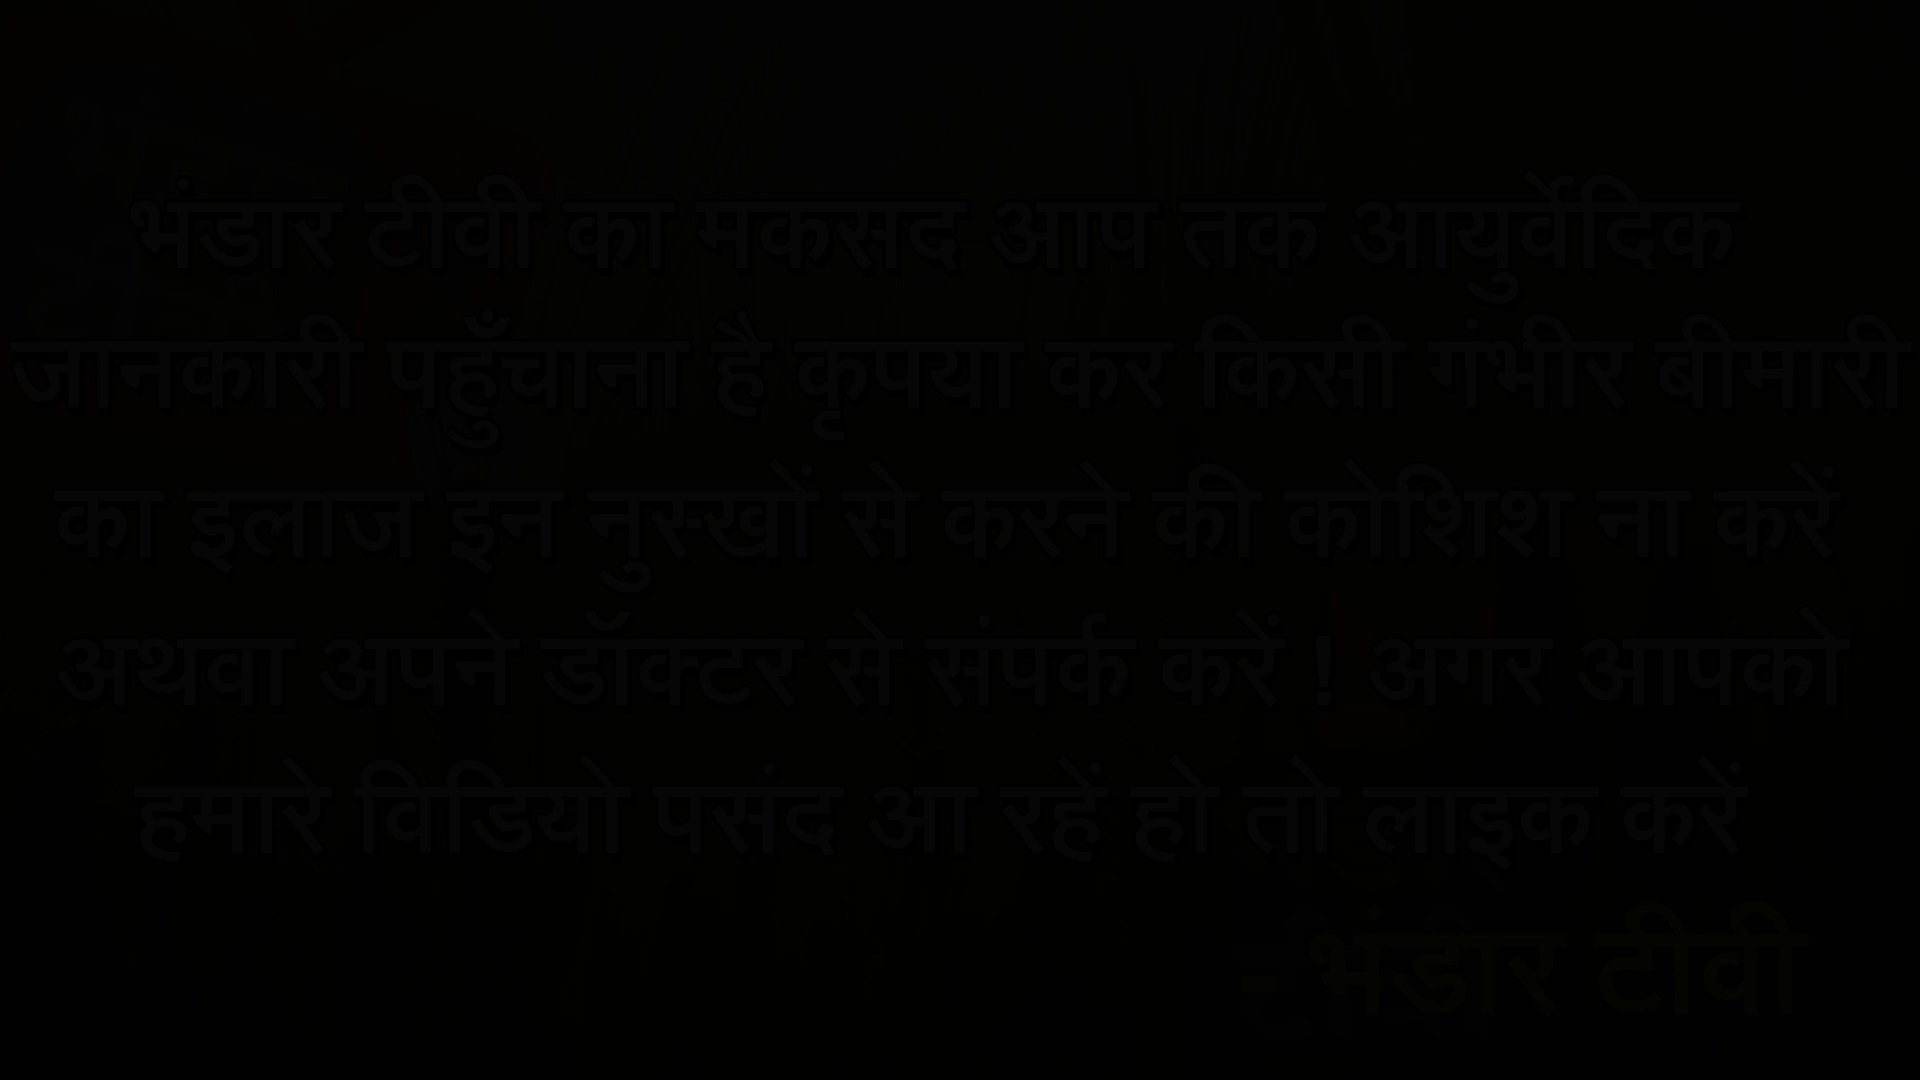 भंडार टीवी का मकसद आप तक आयुर्वेदिक
जानकारी पहुँचाना है कृपया कर किसी गंभीर बीमारी
का इलाज इन नुस्खों से करने की कोशिश ना करें
अथवा अपने डॉक्टर से संपर्क करें ! अगर आपको
हमारे विडियो पसंद आ रहें हो तो लाइक करें
- भंडार टीवी